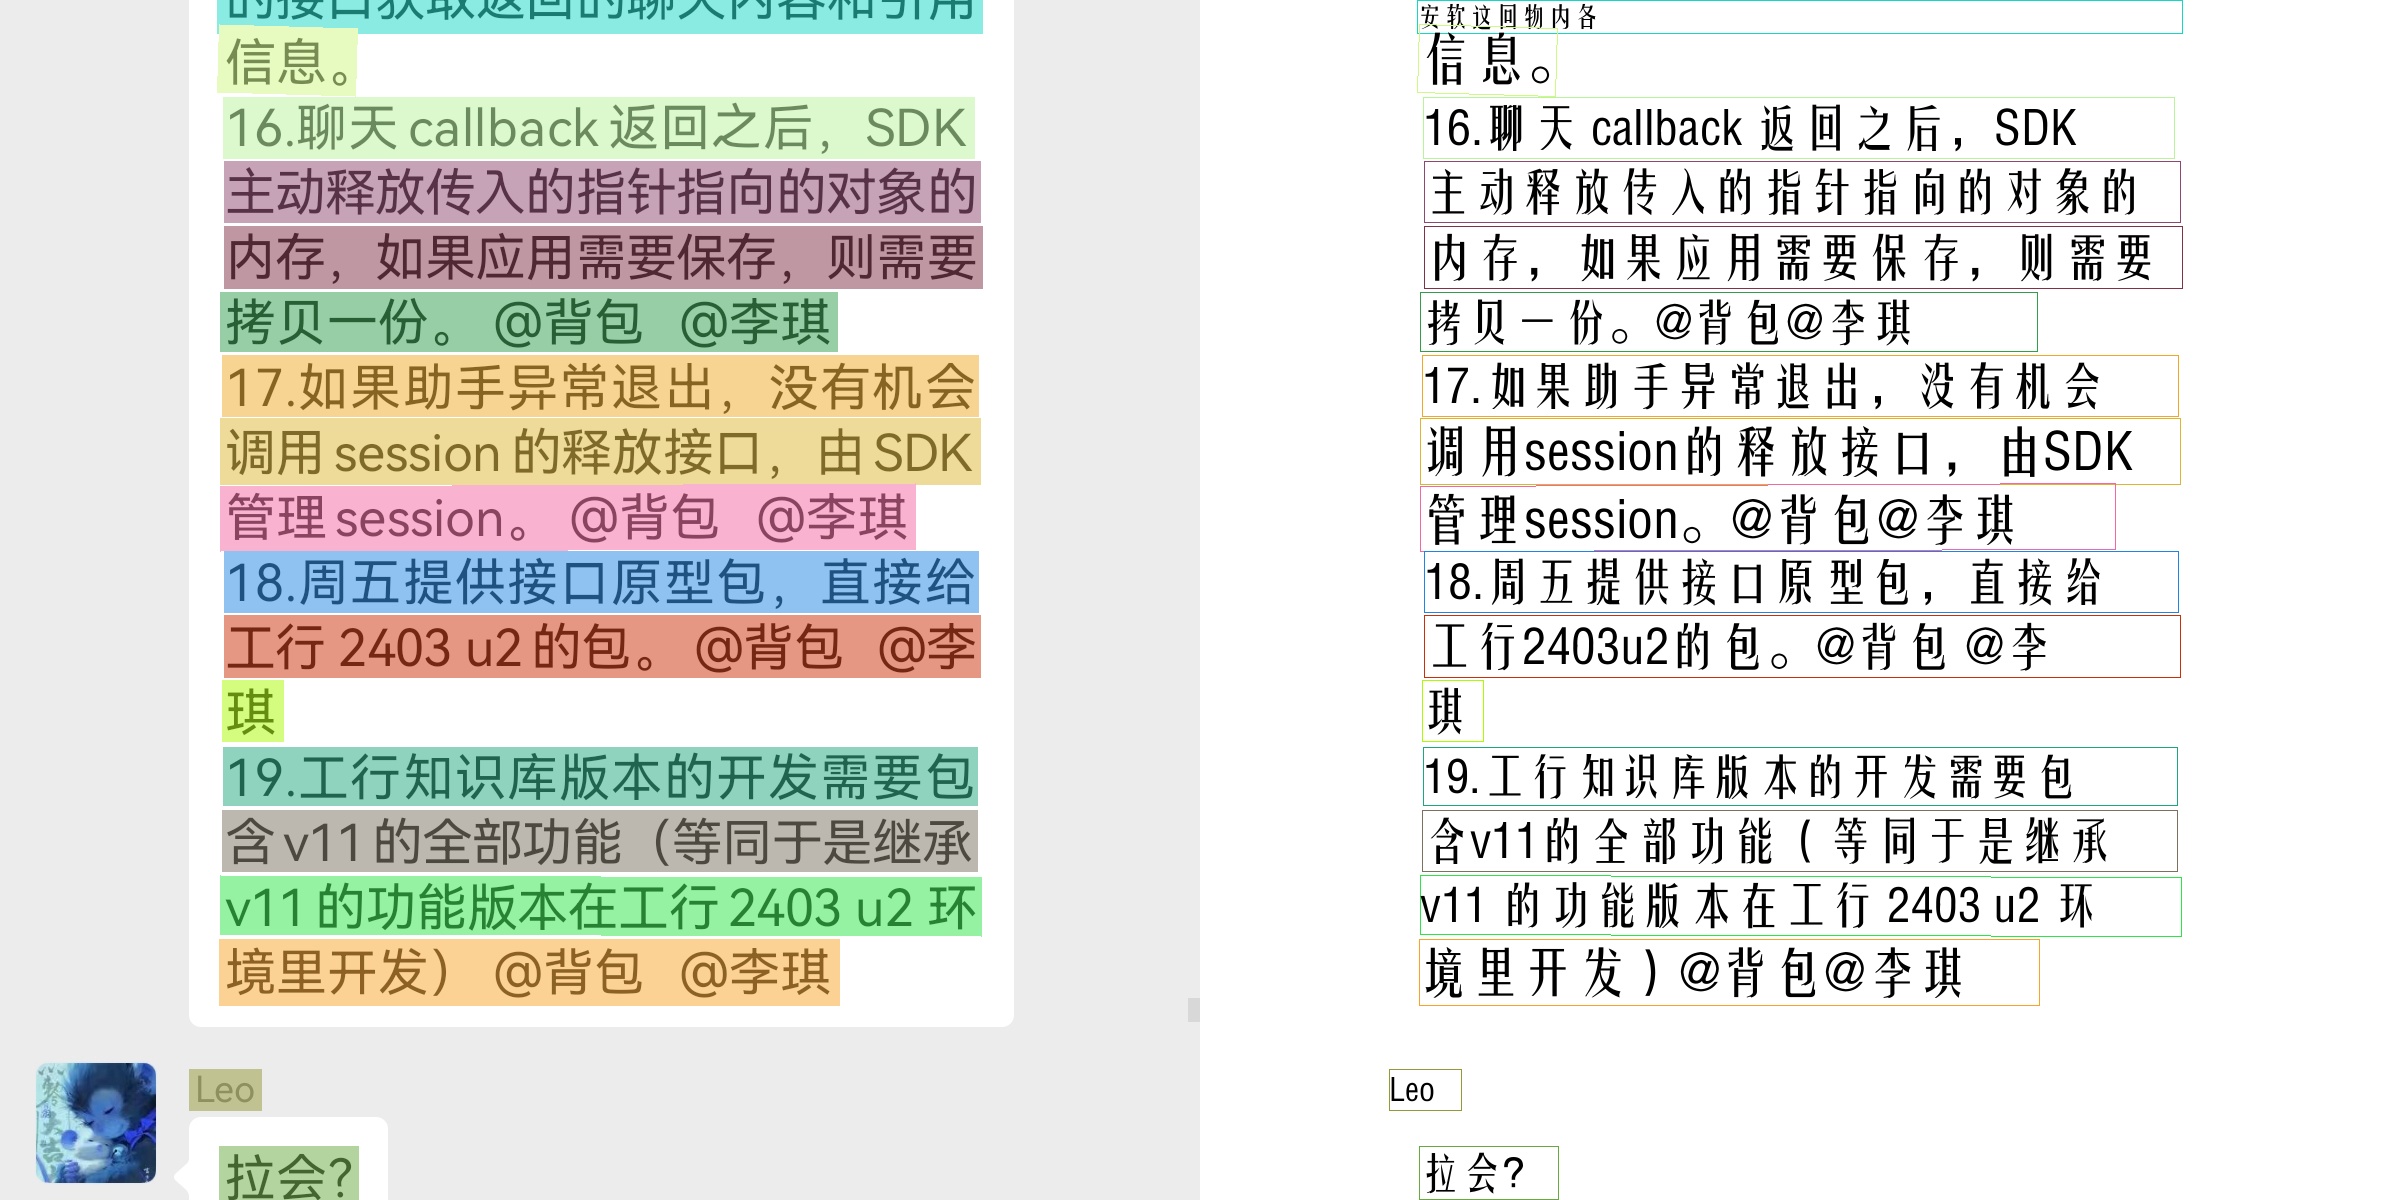 的接口获取返回的聊天内容和引用
信息。
16.聊天 callback 返回之后，SDK
主动释放传入的指针指向的对象的
内存，如果应用需要保存，则需要
拷贝一份。 @背包 @李琪
17.如果助手异常退出，没有机会
调用 session 的释放接口，由 SDK
管理 session。 @背包 @李琪
18.周五提供接口原型包，直接给
工行 2403 u2 的包。 @背包 @李
琪
19.工行知识库版本的开发需要包
含 v11 的全部功能（等同于是继承
v11 的功能版本在工行 2403 u2 环
境里开发） @背包 @李琪
Leo
拉会?
安软这回物内各
信息。
16.聊天 callback 返回之后，SDK
主动释放传入的指针指向的对象的
内存，如果应用需要保存，则需要
拷贝一份。@背包@李琪
17.如果助手异常退出，没有机会
调用session的释放接口，由SDK
管理session。@背包@李琪
18.周五提供接口原型包，直接给
工行2403u2的包。@背包 @李
琪
19.工行知识库版本的开发需要包
含v11的全部功能（等同于是继承
v11 的功能版本在工行 2403 u2 环
境里开发）@背包@李琪
Leo
拉会?